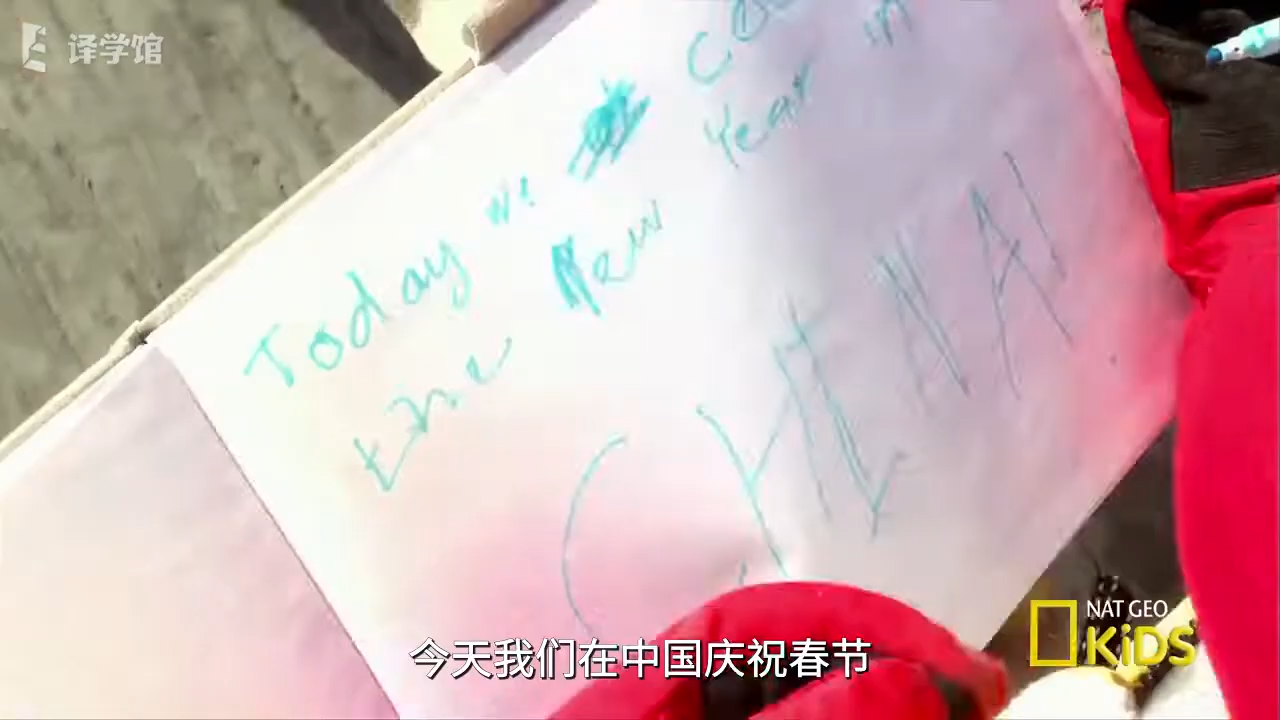 译学馆
Today we
the New Year in
CHINA
今天我们在中国庆祝春节
NAT GEO
KiDS